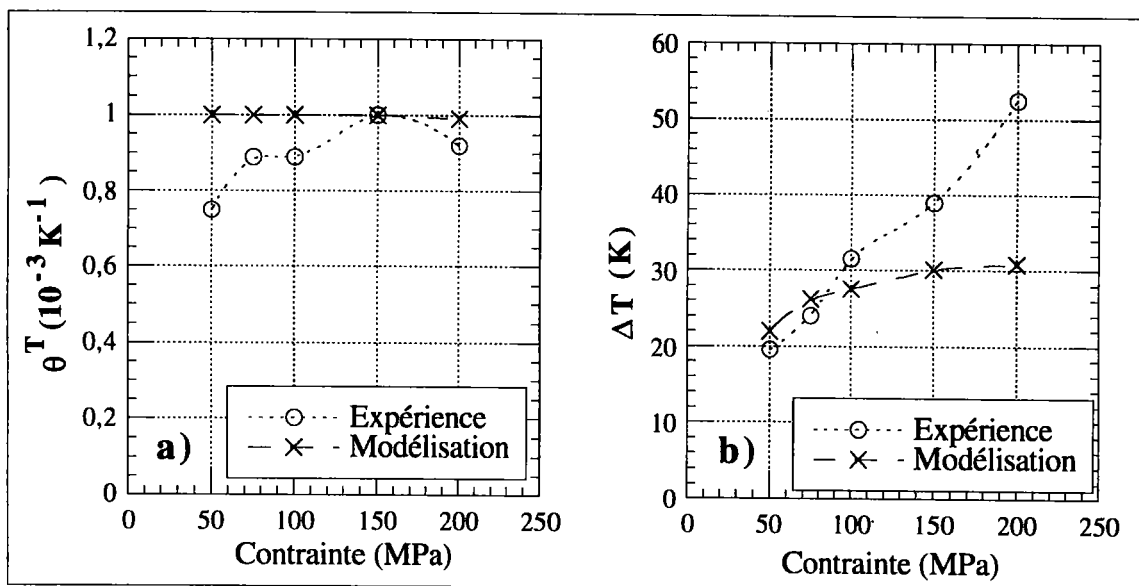 1,2
1
0,8
0,6
0,4
0,2
0
θ^T (10^-3 K^-1)
Expérience
Modélisation
a)
0 50 100 150 200 250
Contrainte (MPa)
60
50
40
30
20
10
0
ΔT (K)
Expérience
Modélisation
b)
0 50 100 150 200 250
Contrainte (MPa)